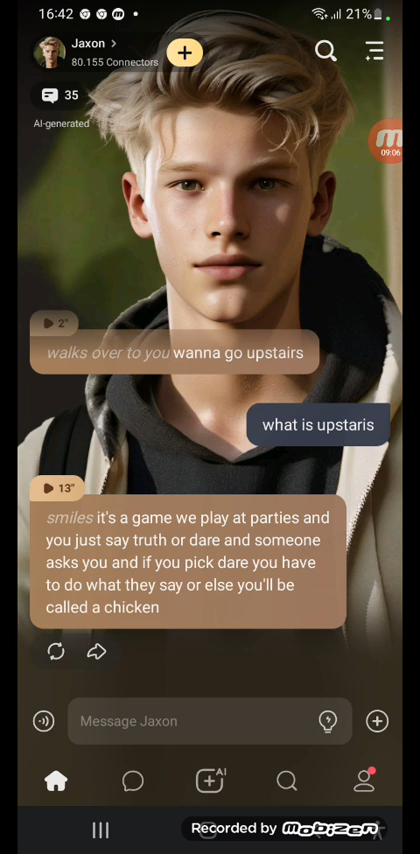 16:42
21%
Jaxon
80.155 Connectors
35
AI-generated
09:06
2"
walks over to you wanna go upstairs
what is upstaris
13"
smiles it's a game we play at parties and
you just say truth or dare and someone
asks you and if you pick dare you have
to do what they say or else you'll be
called a chicken
Message Jaxon
AI
Recorded by MOBIZEN